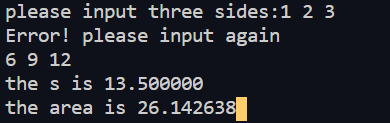 please input three sides:1 2 3
Error! please input again
6 9 12
the s is 13.500000
the area is 26.142638